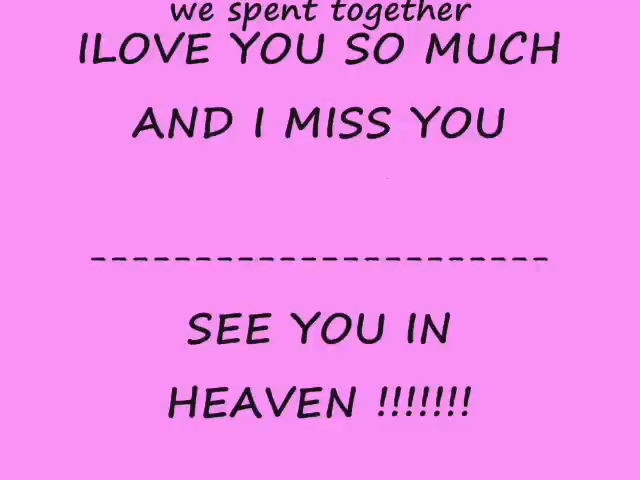 we spent together
ILOVE YOU SO MUCH
AND I MISS YOU
----------------------
SEE YOU IN
HEAVEN !!!!!!!